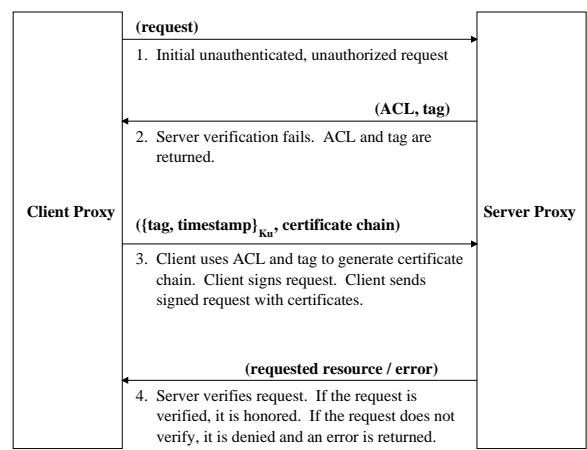 (request)
1. Initial unauthenticated, unauthorized request
(ACL, tag)
2. Server verification fails. ACL and tag are
returned.
Client Proxy
Server Proxy
({tag, timestamp}Ku, certificate chain)
3. Client uses ACL and tag to generate certificate
chain. Client signs request. Client sends
signed request with certificates.
(requested resource / error)
4. Server verifies request. If the request is
verified, it is honored. If the request does not
verify, it is denied and an error is returned.